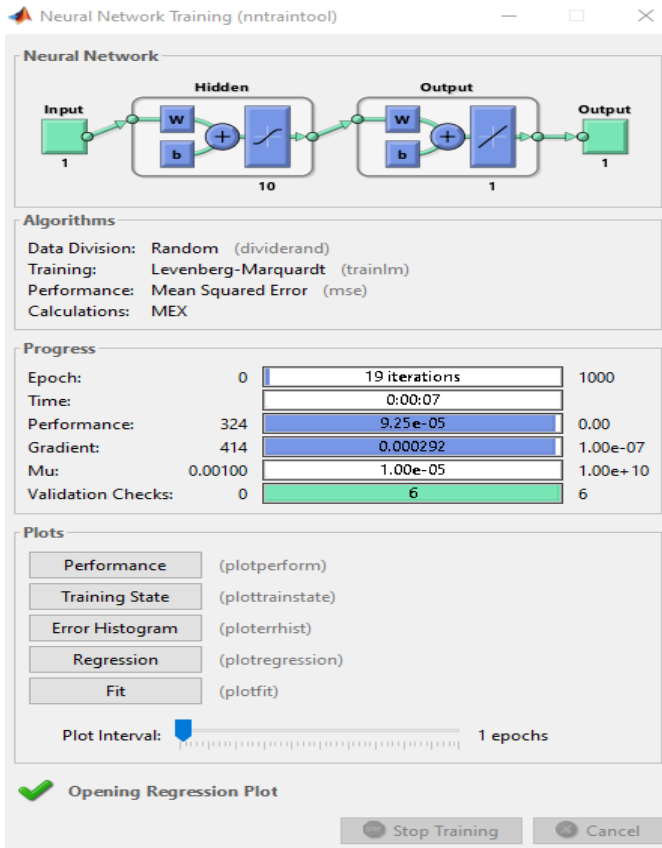 Neural Network Training (nntraintool)
Neural Network
Hidden Output
Input Output
W W
b b
1 10 1 1
Algorithms
Data Division: Random (dividerand)
Training: Levenberg-Marquardt (trainlm)
Performance: Mean Squared Error (mse)
Calculations: MEX
Progress
Epoch: 0 19 iterations 1000
Time: 0:00:07
Performance: 324 9.25e-05 0.00
Gradient: 414 0.000292 1.00e-07
Mu: 0.00100 1.00e-05 1.00e+10
Validation Checks: 0 6 6
Plots
Performance (plotperform)
Training State (plottrainstate)
Error Histogram (ploterrhist)
Regression (plotregression)
Fit (plotfit)
Plot Interval: 1 epochs
Opening Regression Plot
STOP Stop Training Cancel